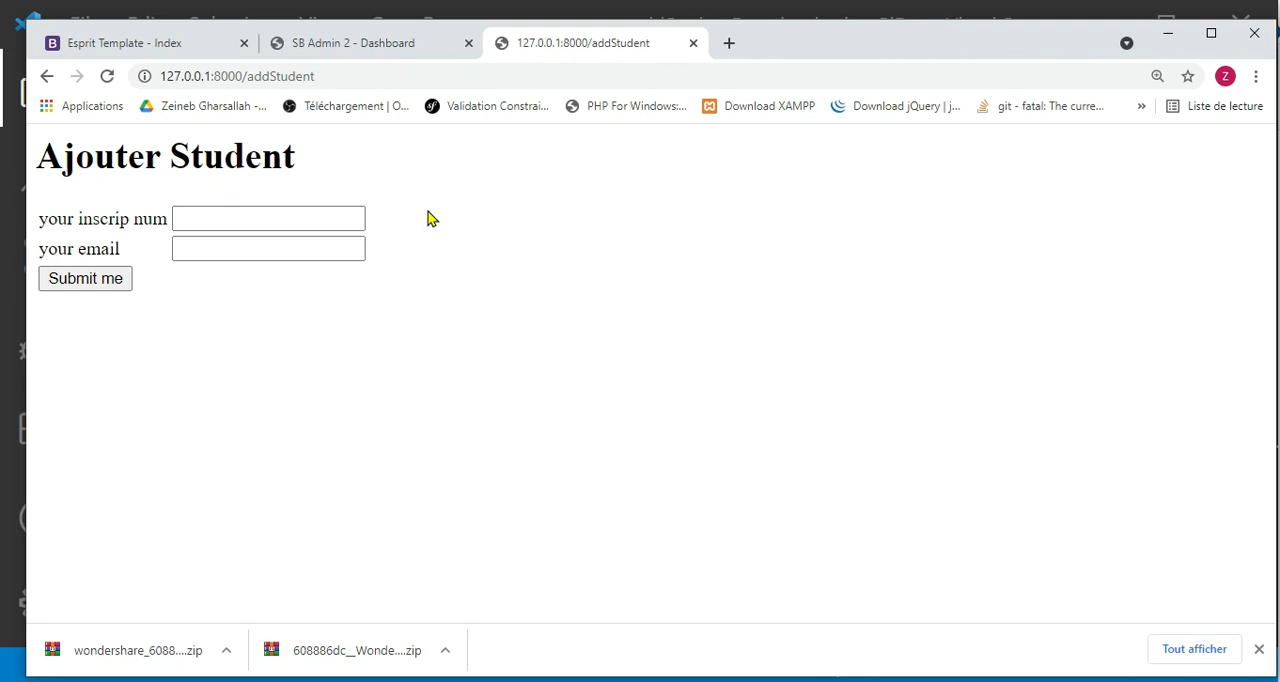 Esprit Template - Index
SB Admin 2 - Dashboard
127.0.0.1:8000/addStudent
127.0.0.1:8000/addStudent
Z
Applications
Zeineb Gharsallah -...
Téléchargement | O...
Validation Constrai...
PHP For Windows:...
Download XAMPP
Download jQuery | j...
git - fatal: The curre...
»
Liste de lecture
Ajouter Student
your inscrip num
your email
Submit me
wondershare_6088....zip
608886dc__Wonde....zip
Tout afficher